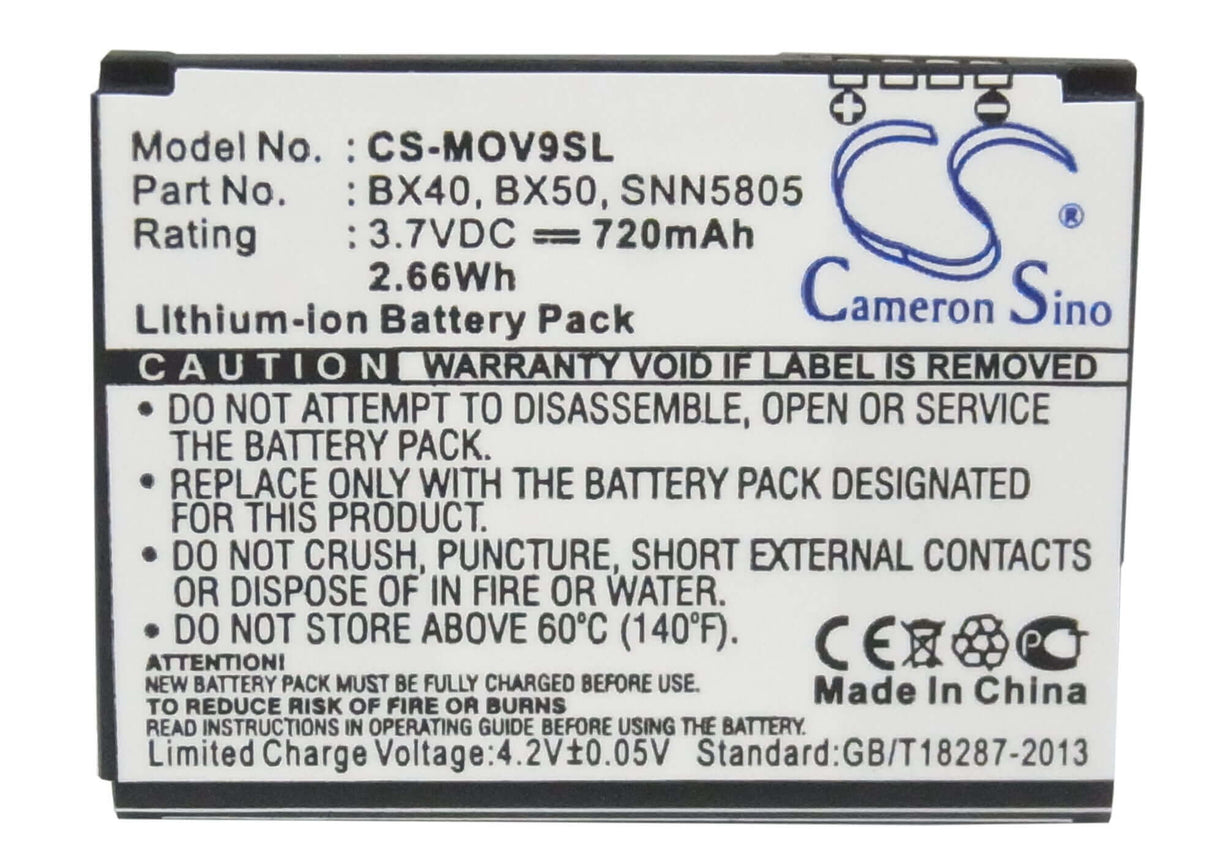 Model No. : CS-MOV9SL
Part No. : BX40, BX50, SNN5805
Rating : 3.7VDC ⎓ 720mAh
2.66Wh
Lithium-ion Battery Pack
CS ®
Cameron Sino
CAUTION WARRANTY VOID IF LABEL IS REMOVED
• DO NOT ATTEMPT TO DISASSEMBLE, OPEN OR SERVICE
THE BATTERY PACK.
• REPLACE ONLY WITH THE BATTERY PACK DESIGNATED
FOR THIS PRODUCT.
• DO NOT CRUSH, PUNCTURE, SHORT EXTERNAL CONTACTS
OR DISPOSE OF IN FIRE OR WATER.
• DO NOT STORE ABOVE 60°C (140°F).
CE PCT
Made In China
ATTENTION!
NEW BATTERY PACK MUST BE FULLY CHARGED BEFORE USE.
TO REDUCE RISK OF FIRE OR BURNS
READ INSTRUCTIONS IN OPERATING GUIDE BEFORE USING THE BATTERY.
Limited Charge Voltage:4.2V±0.05V Standard:GB/T18287-2013